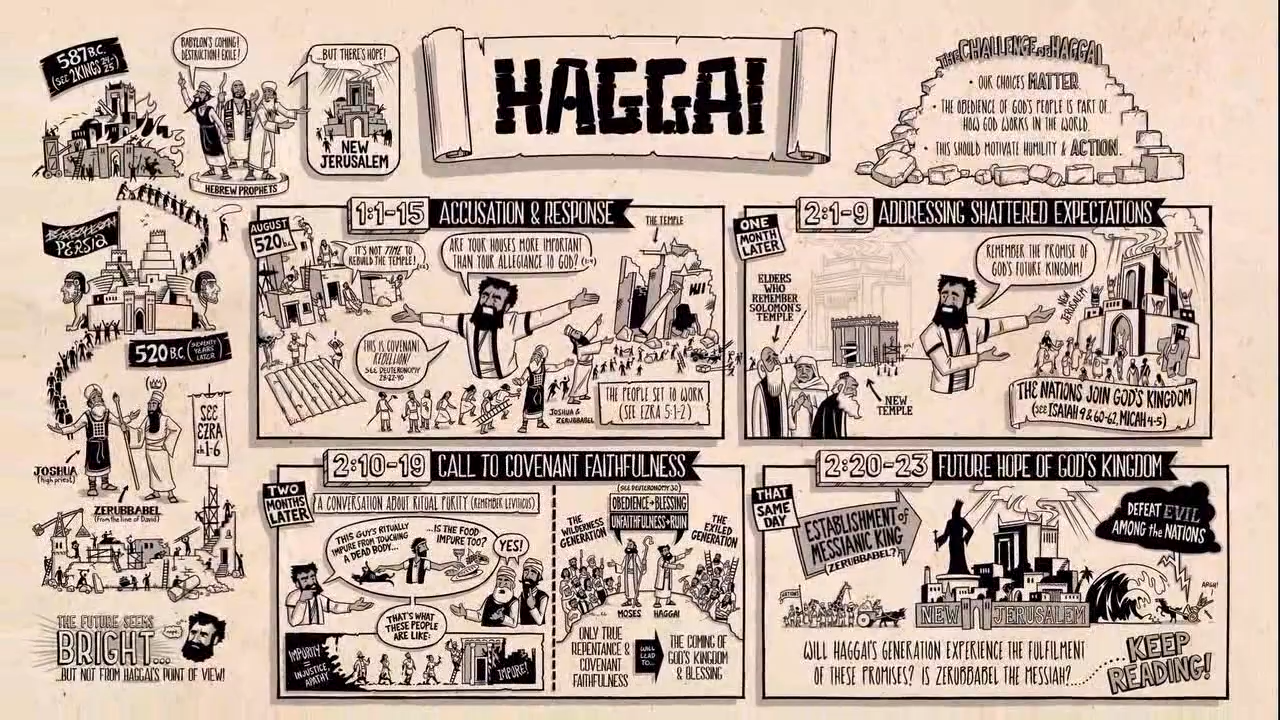 587 B.C.
(SEE 2 KINGS 24-25)
BABYLON'S COMING!
DESTRUCTION! EXILE!
...BUT THERE'S HOPE!
NEW
JERUSALEM
HEBREW PROPHETS
HAGGAI
THE CHALLENGE OF HAGGAI
• OUR CHOICES MATTER.
• THE OBEDIENCE OF GOD'S PEOPLE IS PART OF
HOW GOD WORKS IN THE WORLD.
• THIS SHOULD MOTIVATE HUMILITY & ACTION.
PERSIA
520 B.C. (SEVENTY
YEARS
LATER)
SEE
EZRA
ch 1-6
JOSHUA
(high priest)
ZERUBBABEL
(from the line of David)
THE FUTURE SEEMS
BRIGHT...
...BUT NOT FROM HAGGAI'S POINT OF VIEW!
1:1-15 ACCUSATION & RESPONSE
AUGUST
520 B.C.
IT'S NOT TIME TO
REBUILD THE TEMPLE!
ARE YOUR HOUSES MORE IMPORTANT
THAN YOUR ALLEGIANCE TO GOD? (1:4)
THE TEMPLE
THIS IS COVENANT
REBELLION!
SEE DEUTERONOMY
28:22-40
JOSHUA &
ZERUBBABEL
THE PEOPLE SET TO WORK
(SEE EZRA 5:1-2)
2:1-9 ADDRESSING SHATTERED EXPECTATIONS
ONE
MONTH
LATER
ELDERS
WHO
REMEMBER
SOLOMON'S
TEMPLE
NEW
TEMPLE
REMEMBER THE PROMISE OF
GOD'S FUTURE KINGDOM!
NEW
JERUSALEM
THE NATIONS JOIN GOD'S KINGDOM
(SEE ISAIAH 9 & 60-62, MICAH 4-5)
2:10-19 CALL TO COVENANT FAITHFULNESS
TWO
MONTHS
LATER
A CONVERSATION ABOUT RITUAL PURITY (REMEMBER LEVITICUS)
THIS GUY'S RITUALLY
IMPURE FROM TOUCHING
A DEAD BODY...
...IS THE FOOD
IMPURE TOO?
YES!
THAT'S WHAT
THESE PEOPLE
ARE LIKE:
IMPURITY
=
INJUSTICE
APATHY
IMPURE!
(SEE DEUTERONOMY 30)
OBEDIENCE→BLESSING
UNFAITHFULNESS→RUIN
THE
WILDERNESS
GENERATION
THE
EXILED
GENERATION
MOSES
HAGGAI
ONLY TRUE
REPENTANCE &
COVENANT
FAITHFULNESS
WILL
LEAD
TO...
THE COMING OF
GOD'S KINGDOM
& BLESSING
2:20-23 FUTURE HOPE OF GOD'S KINGDOM
THAT
SAME
DAY
ESTABLISHMENT of
MESSIANIC KING
(ZERUBBABEL?)
DEFEAT EVIL
AMONG the NATIONS
ARGH!
NATIONS
NEW JERUSALEM
WILL HAGGAI'S GENERATION EXPERIENCE THE FULFILMENT
OF THESE PROMISES? IS ZERUBBABEL THE MESSIAH?......
KEEP
READING!